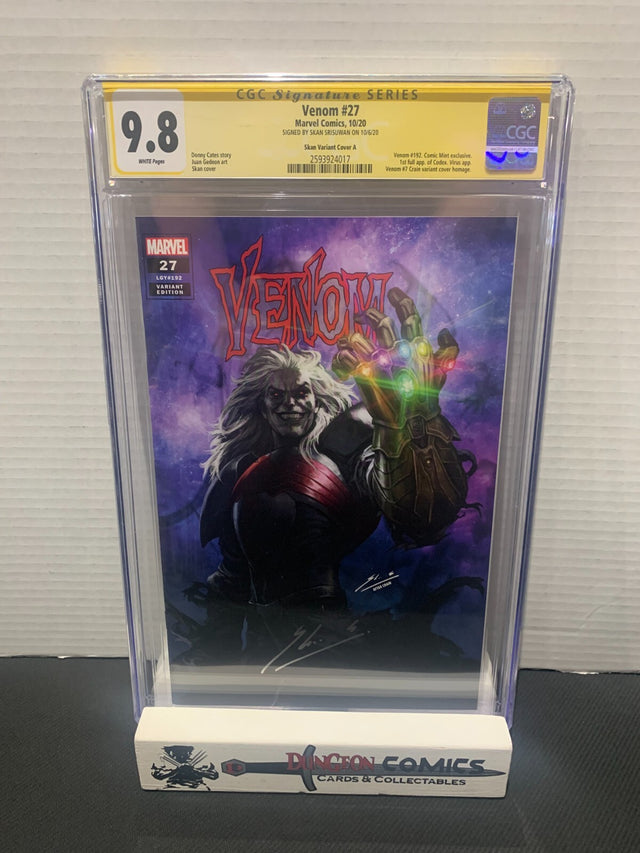 CGC Signature SERIES
9.8
WHITE Pages
Venom #27
Marvel Comics, 10/20
SIGNED BY SKAN SRISUWAN ON 10/6/20
Skan Variant Cover A
2593924017
Donny Cates story
Juan Gedeon art
Skan cover
Venom #192. Comic Mint exclusive.
1st full app. of Codex. Virus app.
Venom #7 Crain variant cover homage.
CGC
MARVEL
27
LGY#192
VARIANT
EDITION
VENOM
AFTER CRAIN
DUNGEON COMICS
CARDS & COLLECTABLES